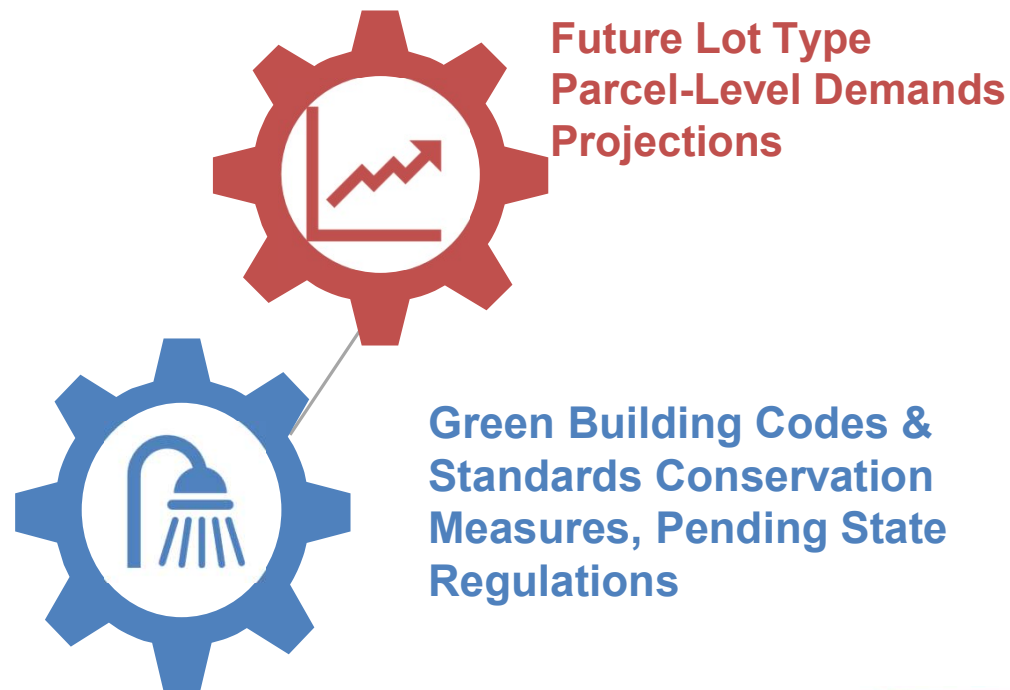 Future Lot Type
Parcel-Level Demands
Projections
Green Building Codes &
Standards Conservation
Measures, Pending State
Regulations